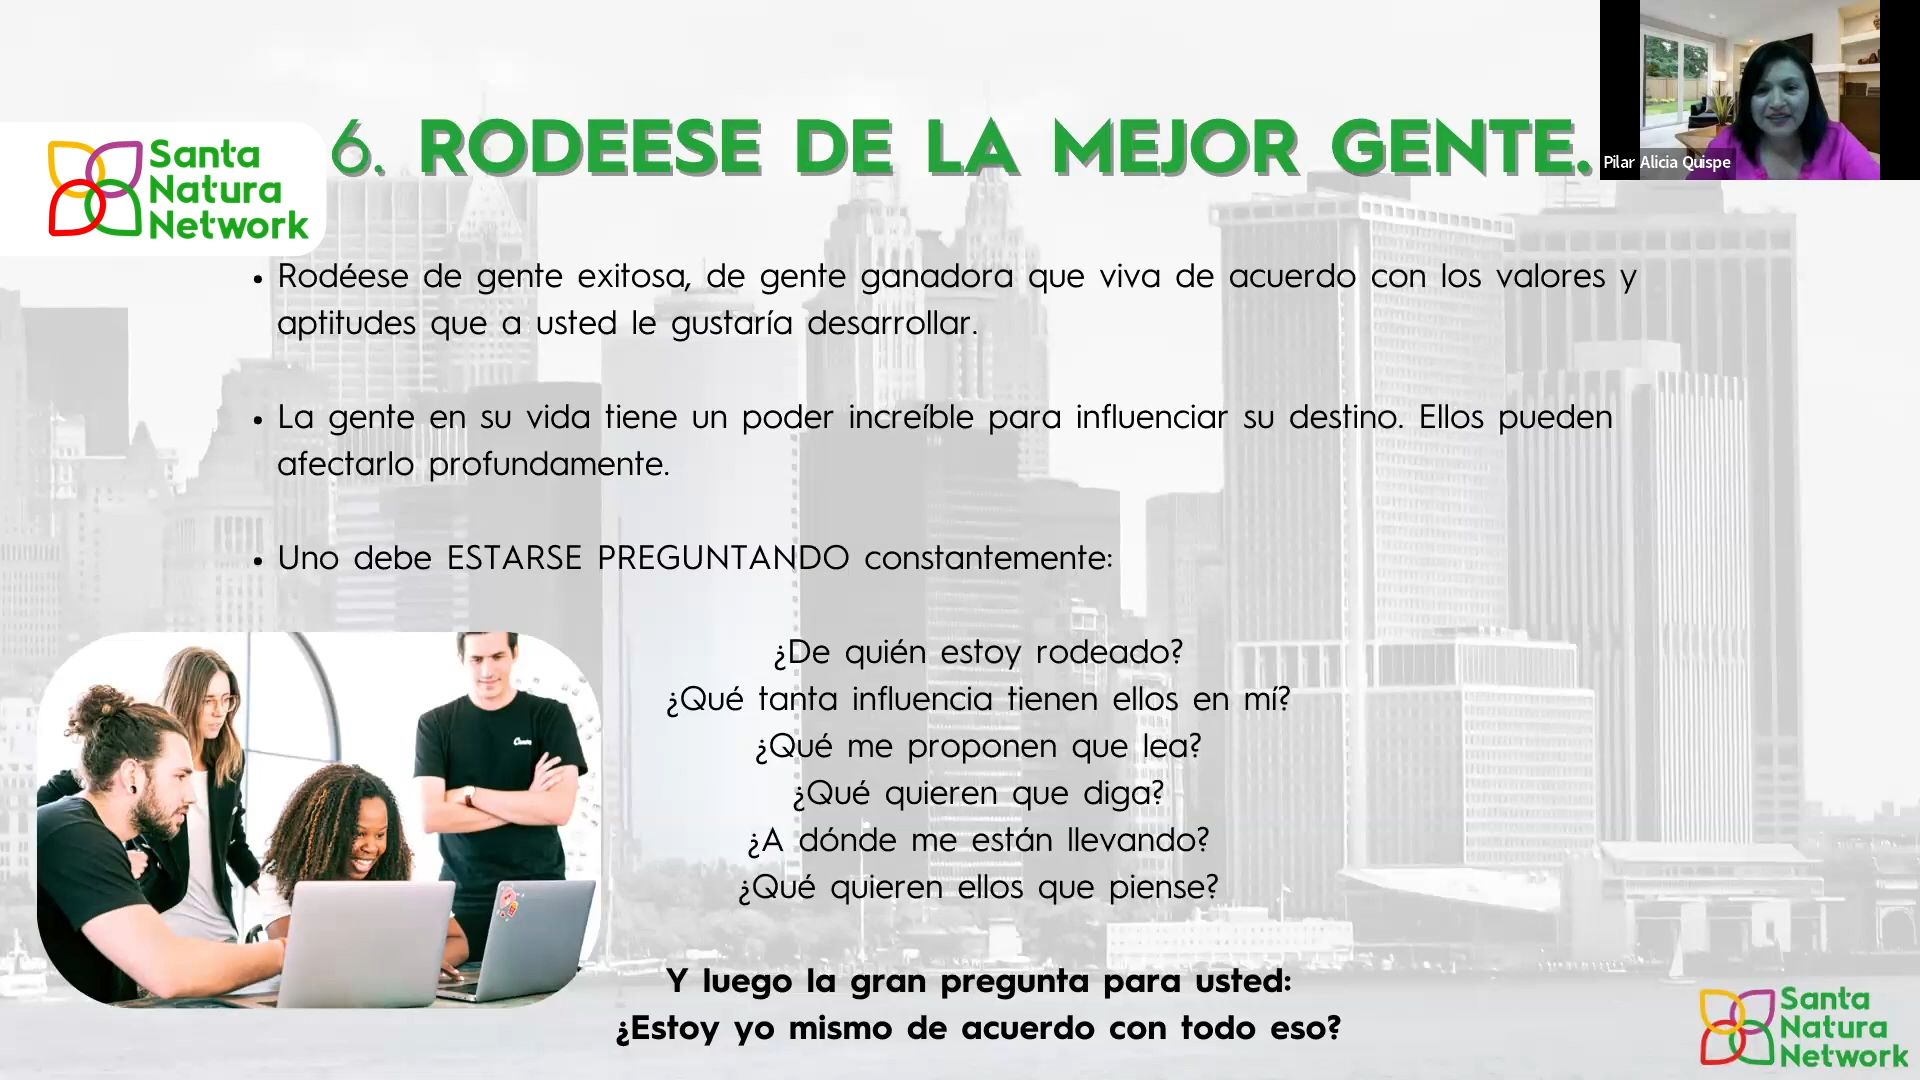 Santa
Natura
Network
6. RODEESE DE LA MEJOR GENTE.
Pilar Alicia Quispe
• Rodéese de gente exitosa, de gente ganadora que viva de acuerdo con los valores y
aptitudes que a usted le gustaría desarrollar.
• La gente en su vida tiene un poder increíble para influenciar su destino. Ellos pueden
afectarlo profundamente.
• Uno debe ESTARSE PREGUNTANDO constantemente:
¿De quién estoy rodeado?
¿Qué tanta influencia tienen ellos en mí?
¿Qué me proponen que lea?
¿Qué quieren que diga?
¿A dónde me están llevando?
¿Qué quieren ellos que piense?
Y luego la gran pregunta para usted:
¿Estoy yo mismo de acuerdo con todo eso?
Canva
Santa
Natura
Network